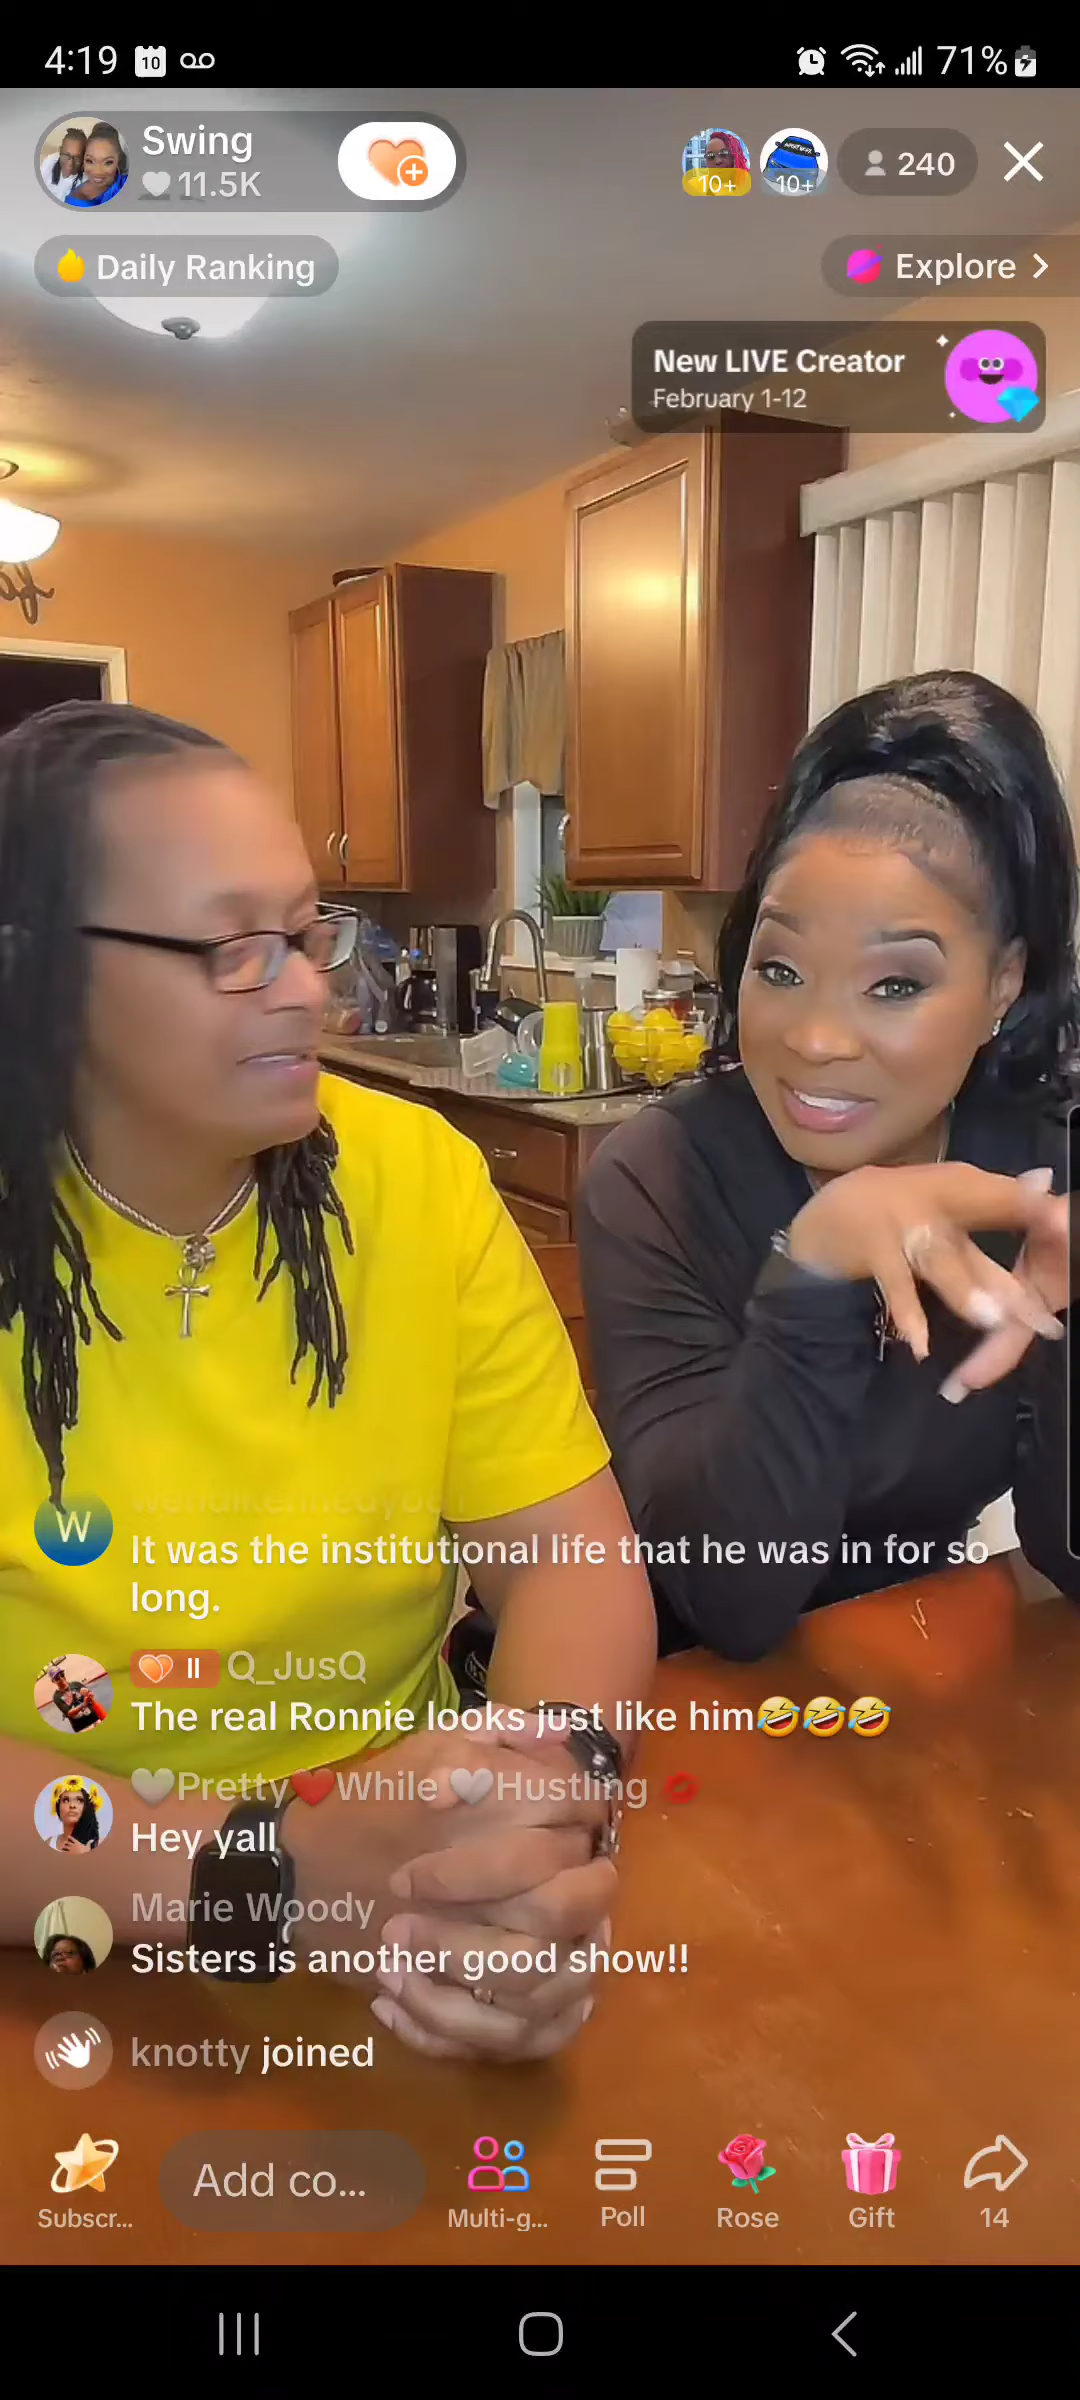 4:19 10 71%
Swing
11.5K
10+ 10+ 240
Daily Ranking
Explore >
New LIVE Creator
February 1-12
W
It was the institutional life that he was in for so
long.
II Q_JusQ
The real Ronnie looks just like him🤣🤣🤣
🤍Pretty❤️While 🤍Hustling 💋
Hey yall
Marie Woody
Sisters is another good show!!
knotty joined
Add co...
Subscr... Multi-g... Poll Rose Gift 14